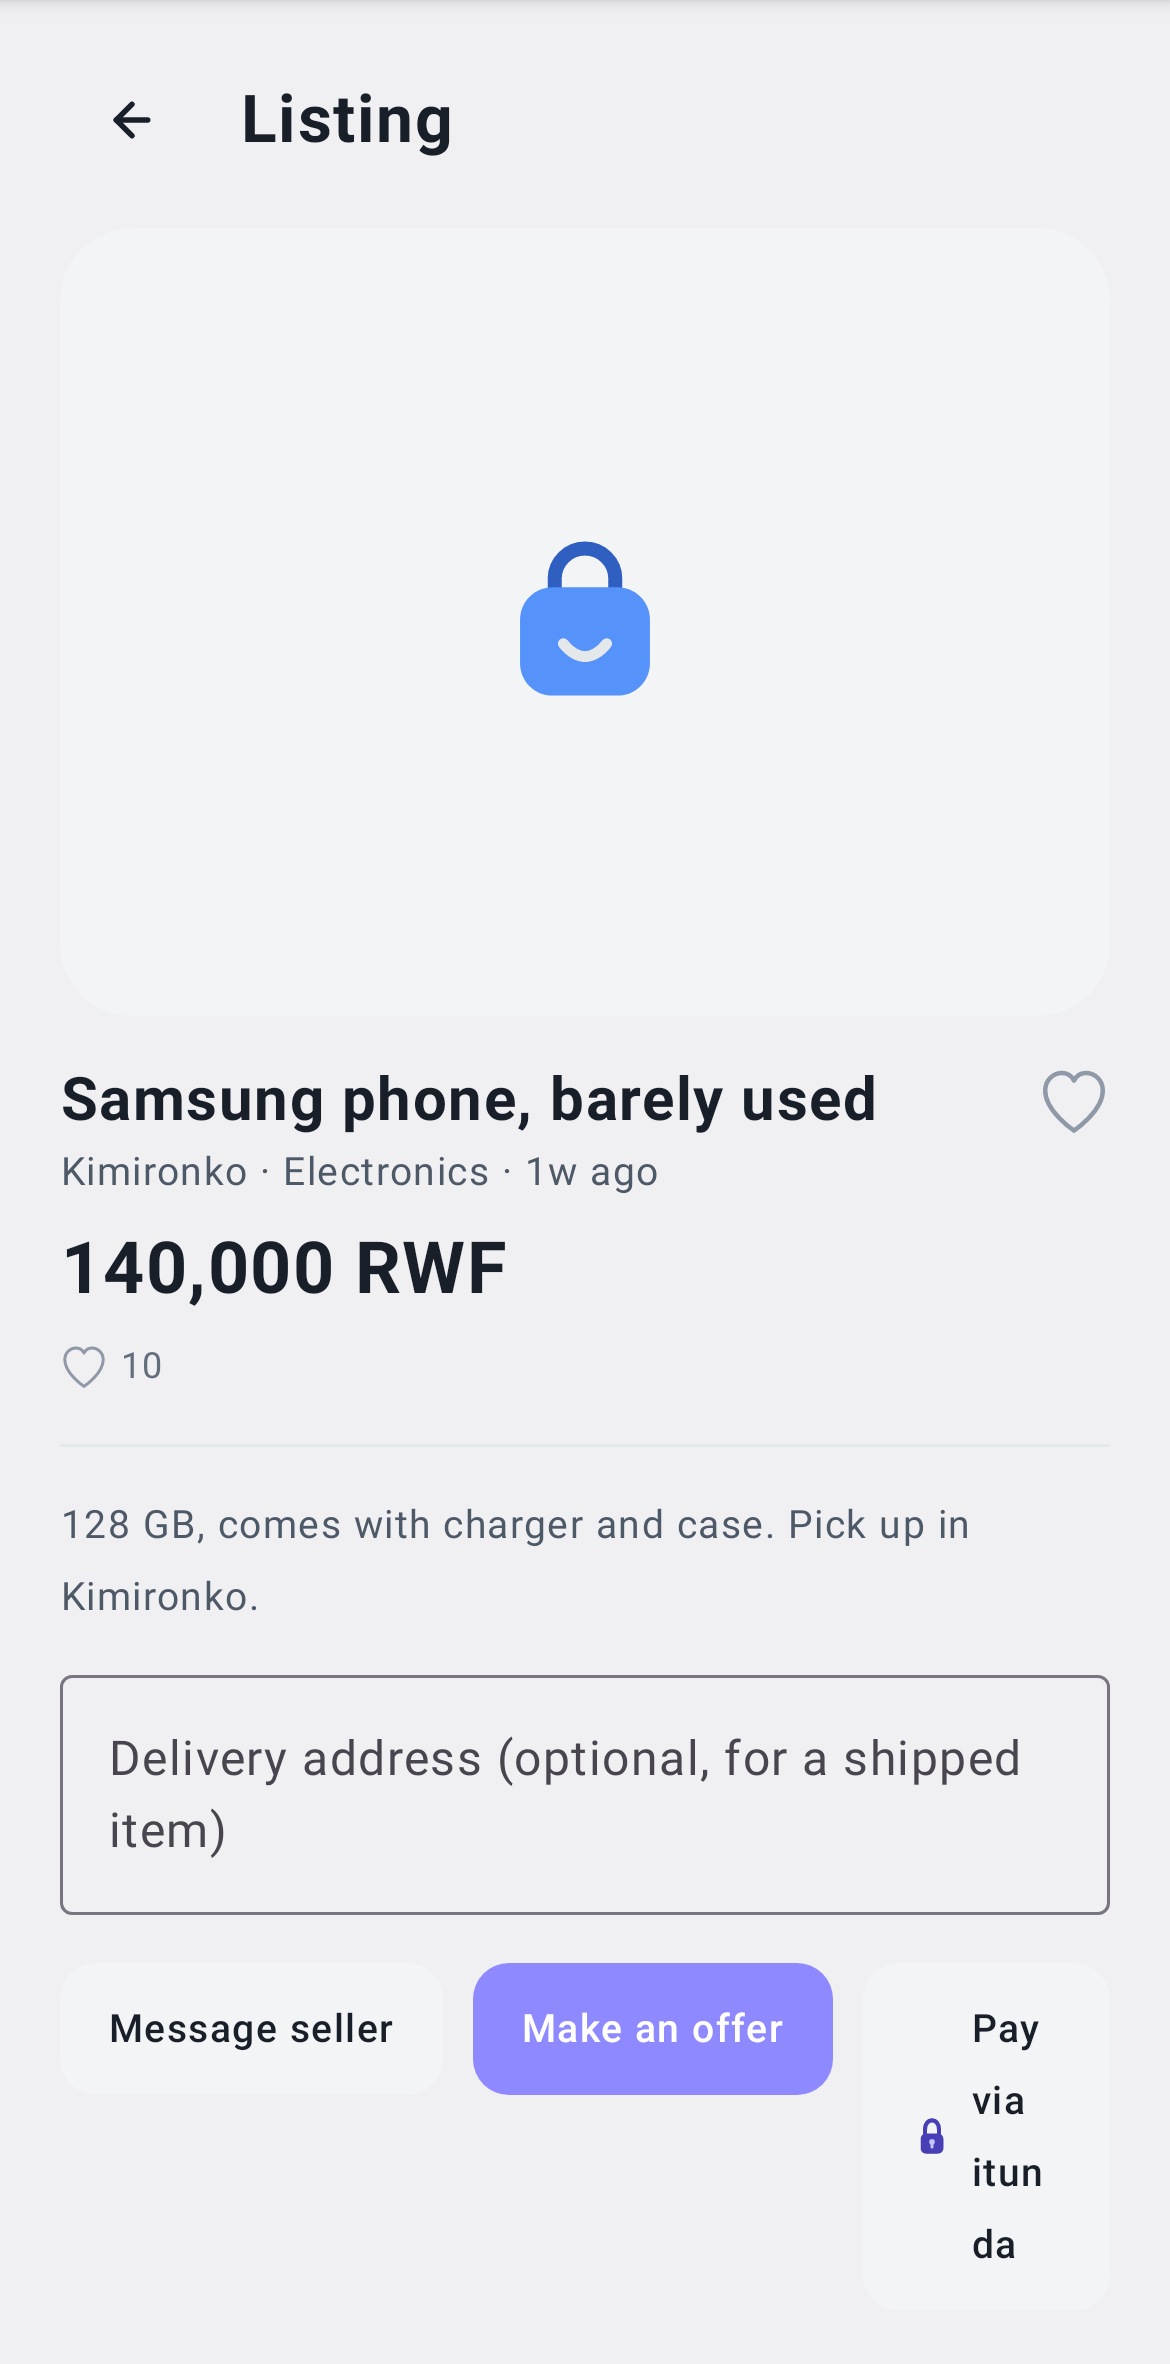 Listing
Samsung phone, barely used
Kimironko · Electronics · 1w ago
140,000 RWF
10
128 GB, comes with charger and case. Pick up in
Kimironko.
Delivery address (optional, for a shipped
item)
Message seller
Make an offer
Pay
via
itun
da